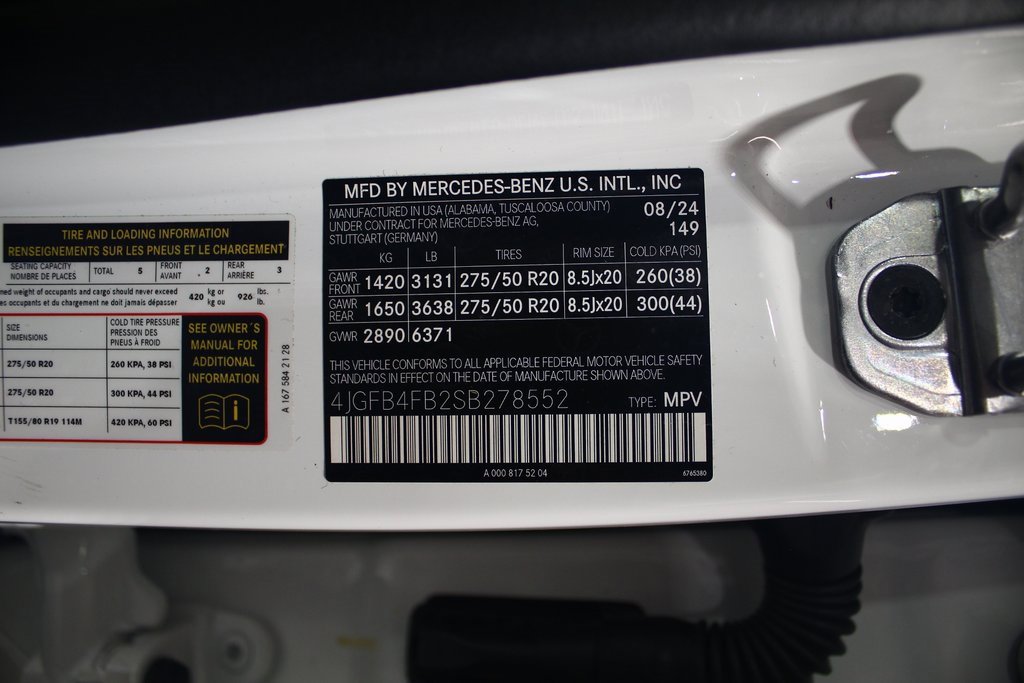 TIRE AND LOADING INFORMATION
RENSEIGNEMENTS SUR LES PNEUS ET LE CHARGEMENT
SEATING CAPACITY
NOMBRE DE PLACES
TOTAL 5
FRONT
AVANT 2
REAR
ARRIÈRE 3
weight of occupants and cargo should never exceed
occupants et du chargement ne doit jamais dépasser
420 kg or
kg ou
926 lbs.
lb.
SIZE
DIMENSIONS
COLD TIRE PRESSURE
PRESSION DES
PNEUS À FROID
275/50 R20 260 KPA, 38 PSI
275/50 R20 300 KPA, 44 PSI
T155/80 R19 114M 420 KPA, 60 PSI
SEE OWNER´S
MANUAL FOR
ADDITIONAL
INFORMATION
i
A 167 584 21 28
MFD BY MERCEDES-BENZ U.S. INTL., INC
MANUFACTURED IN USA (ALABAMA, TUSCALOOSA COUNTY)
UNDER CONTRACT FOR MERCEDES-BENZ AG,
STUTTGART (GERMANY)
08/24
149
KG LB TIRES RIM SIZE COLD KPA (PSI)
GAWR
FRONT 1420 3131 275/50 R20 8.5Jx20 260(38)
GAWR
REAR 1650 3638 275/50 R20 8.5Jx20 300(44)
GVWR 2890 6371
THIS VEHICLE CONFORMS TO ALL APPLICABLE FEDERAL MOTOR VEHICLE SAFETY
STANDARDS IN EFFECT ON THE DATE OF MANUFACTURE SHOWN ABOVE.
4JGFB4FB2SB278552 TYPE: MPV
A 000 817 52 04
6765380